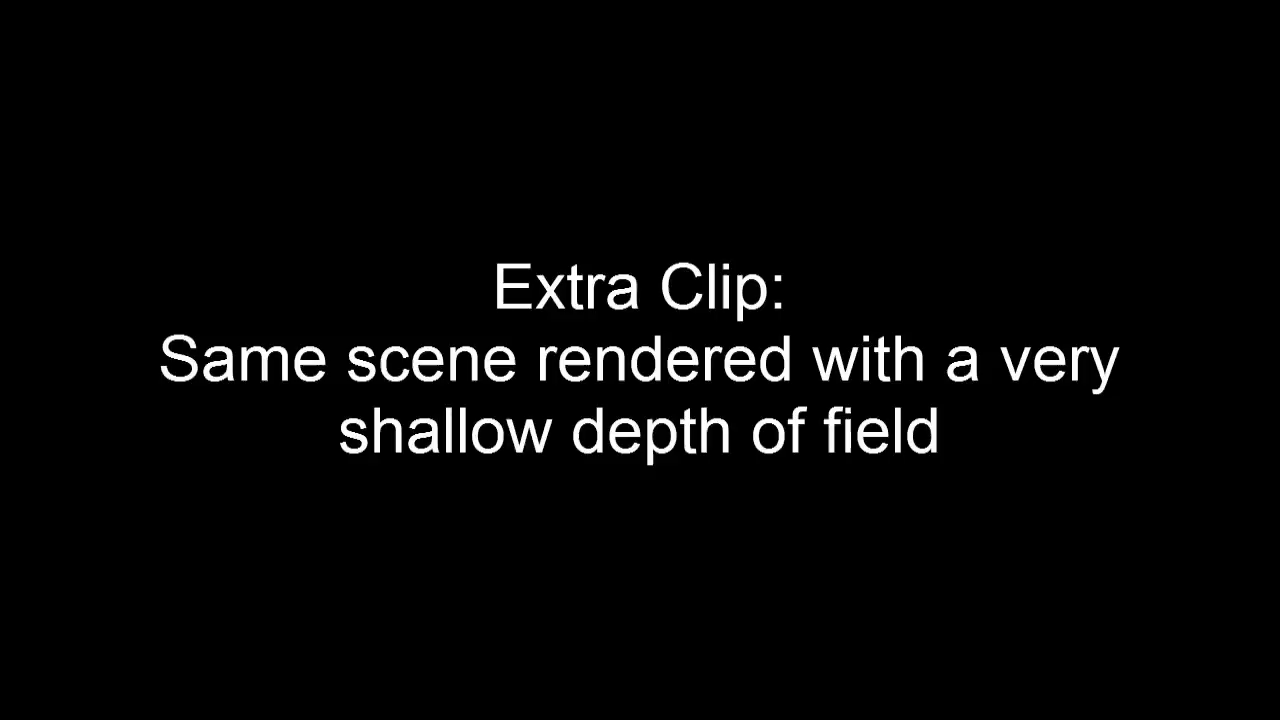 Extra Clip:
Same scene rendered with a very
shallow depth of field